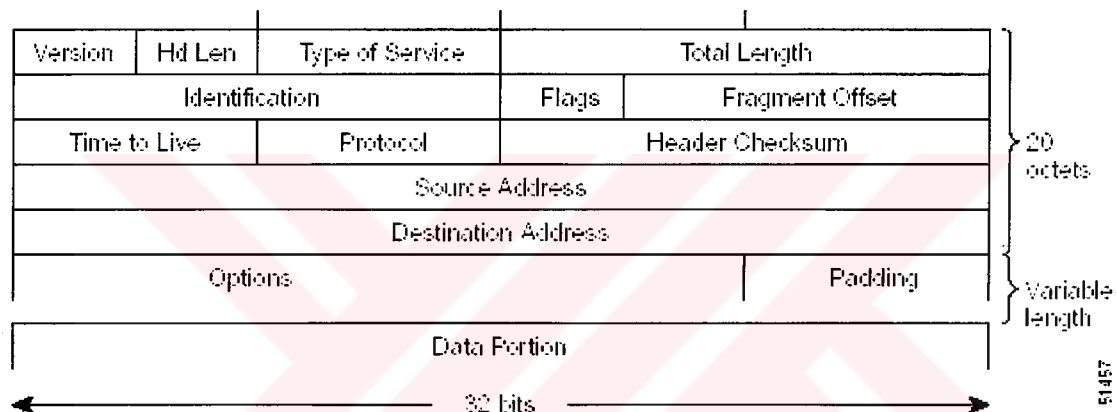 Version Hd Len Type of Service Total Length
Identification Flags Fragment Offset
Time to Live Protocol Header Checksum
20
octets
Source Address
Destination Address
Options Padding
Variable
length
Data Portion
32 bits
51457